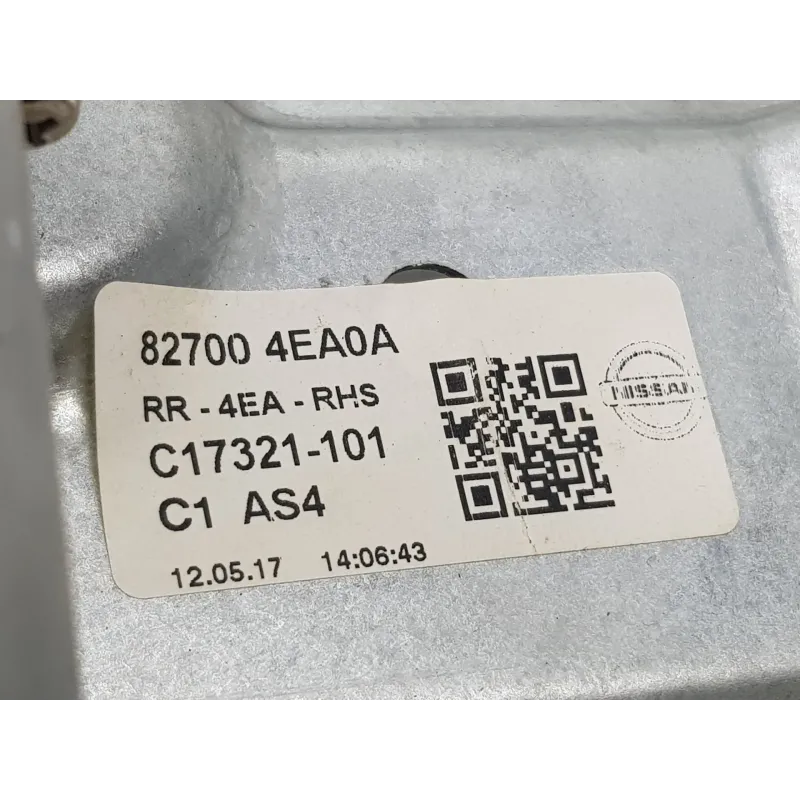 82700 4EA0A
RR - 4EA - RHS
C17321-101
C1 AS4
12.05.17 14:06:43
NISSAN